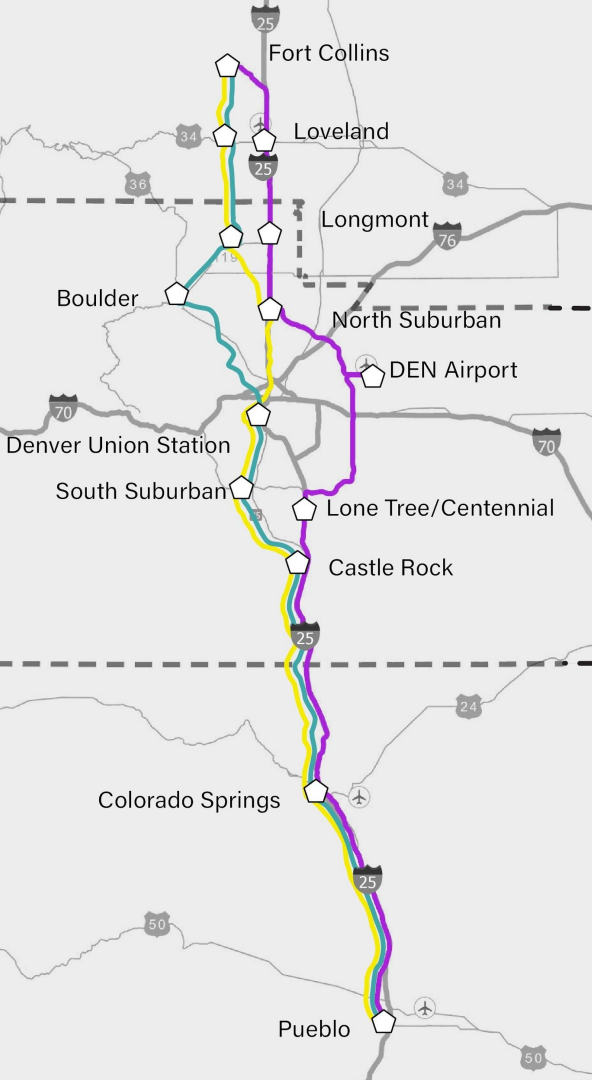 25
Fort Collins
34
Loveland
25
36
34
Longmont
76
119
Boulder
North Suburban
DEN Airport
70
Denver Union Station
70
South Suburban
Lone Tree/Centennial
Castle Rock
25
24
Colorado Springs
25
50
Pueblo
50